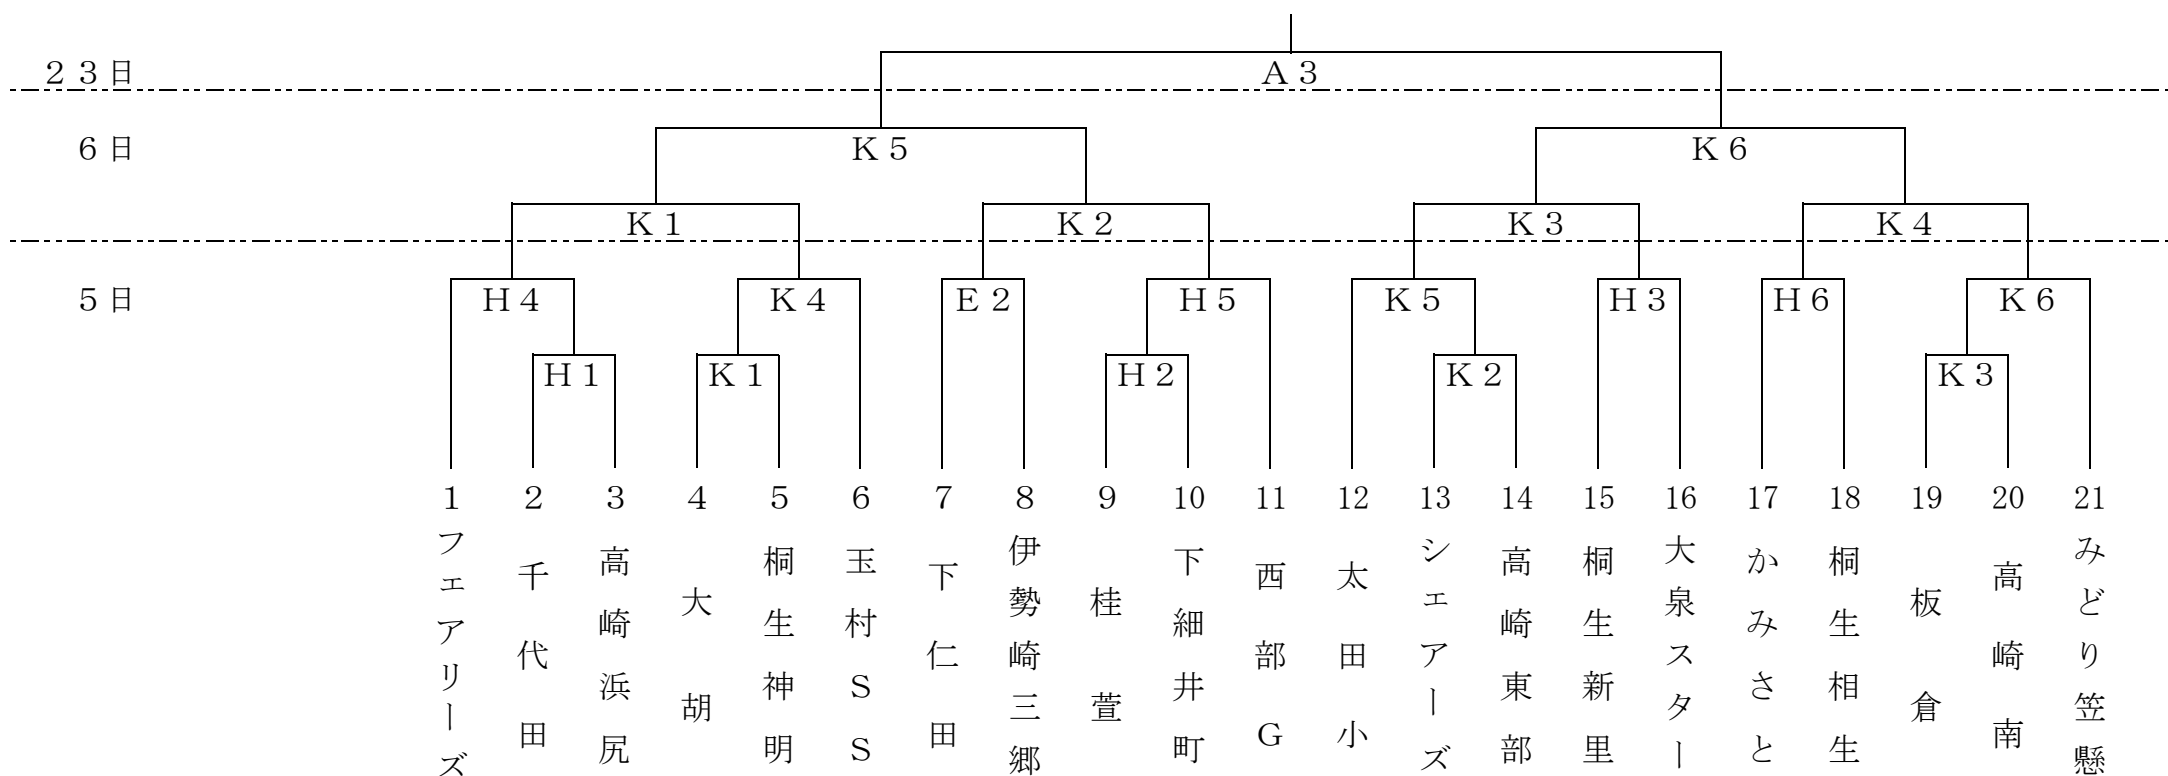 ２３日
Ａ３
６日
Ｋ５
Ｋ６
Ｋ１
Ｋ２
Ｋ３
Ｋ４
５日
Ｈ４
Ｋ４
Ｅ２
Ｈ５
Ｋ５
Ｈ３
Ｈ６
Ｋ６
Ｈ１
Ｋ１
Ｈ２
Ｋ２
Ｋ３
1 フェアリーズ
2 千代田
3 高崎浜尻
4 大胡
5 桐生神明
6 玉村ＳＳ
7 下仁田
8 伊勢崎三郷
9 桂萱
10 下細井町
11 西部Ｇ
12 太田小
13 シェアーズ
14 高崎東部
15 桐生新里
16 大泉スター
17 かみさと
18 桐生相生
19 板倉
20 高崎南
21 みどり笠懸